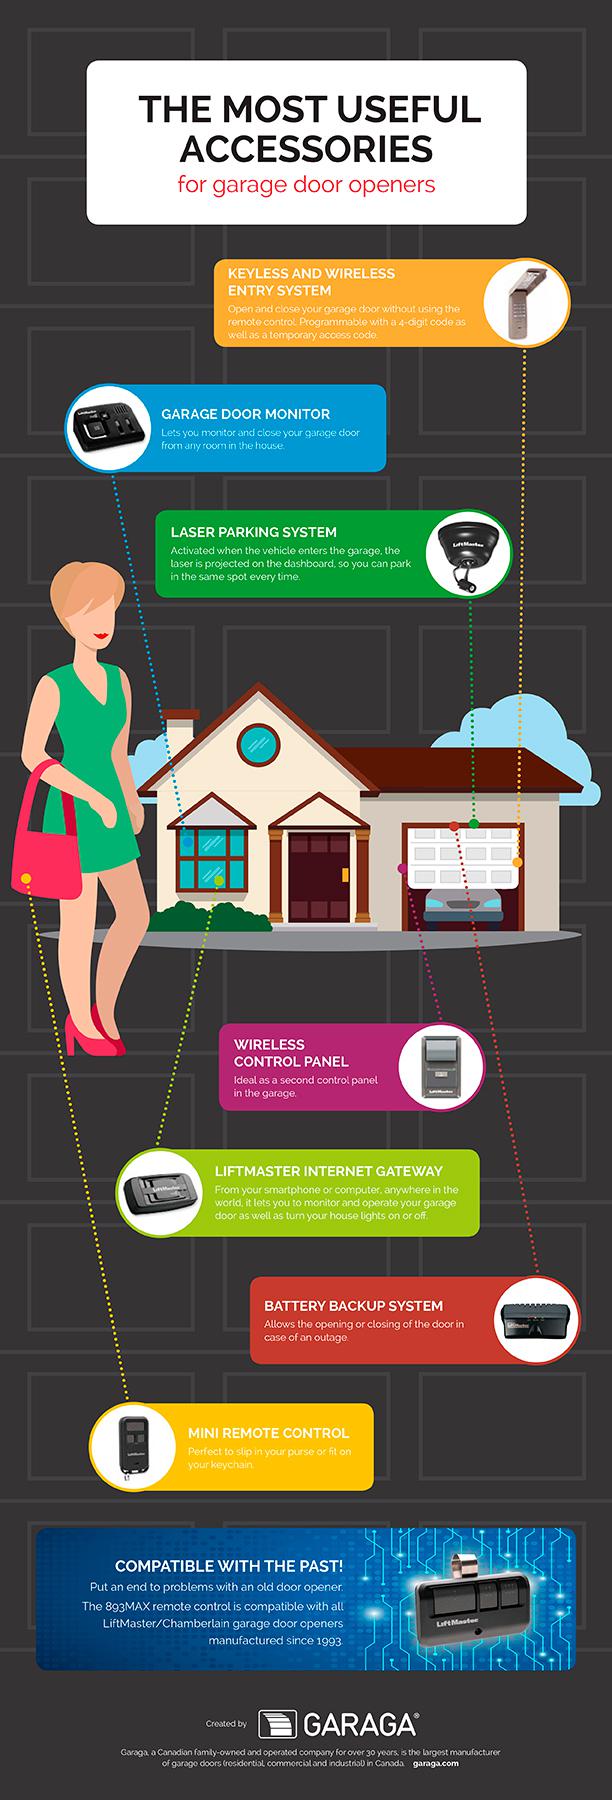 THE MOST USEFUL
ACCESSORIES
for garage door openers
KEYLESS AND WIRELESS
ENTRY SYSTEM
Open and close your garage door without using the
remote control. Programmable with a 4-digit code as
well as a temporary access code.
LiftMaster
GARAGE DOOR MONITOR
Lets you monitor and close your garage door
from any room in the house.
LASER PARKING SYSTEM
Activated when the vehicle enters the garage, the
laser is projected on the dashboard, so you can park
in the same spot every time.
LiftMaster
WIRELESS
CONTROL PANEL
Ideal as a second control panel
in the garage.
LiftMaster
LiftMaster
LIFTMASTER INTERNET GATEWAY
From your smartphone or computer, anywhere in the
world, it lets you to monitor and operate your garage
door as well as turn your house lights on or off.
BATTERY BACKUP SYSTEM
Allows the opening or closing of the door in
case of an outage.
LiftMaster
LiftMaster
MINI REMOTE CONTROL
Perfect to slip in your purse or fit on
your keychain.
COMPATIBLE WITH THE PAST!
Put an end to problems with an old door opener.
The 893MAX remote control is compatible with all
LiftMaster/Chamberlain garage door openers
manufactured since 1993.
LiftMaster
Created by GARAGA®
Garaga, a Canadian family-owned and operated company for over 30 years, is the largest manufacturer
of garage doors (residential, commercial and industrial) in Canada. garaga.com